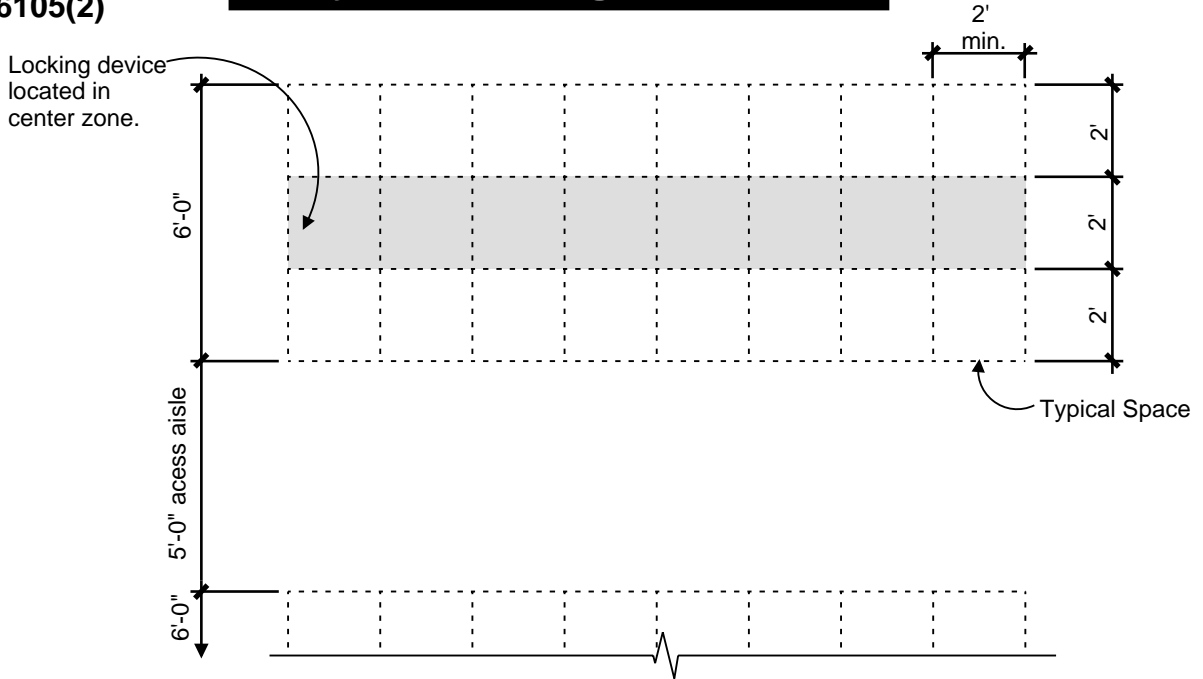 6105(2)
2'
min.
Locking device
located in
center zone.
6'-0"
2'
2'
2'
Typical Space
5'-0" acess aisle
6'-0"